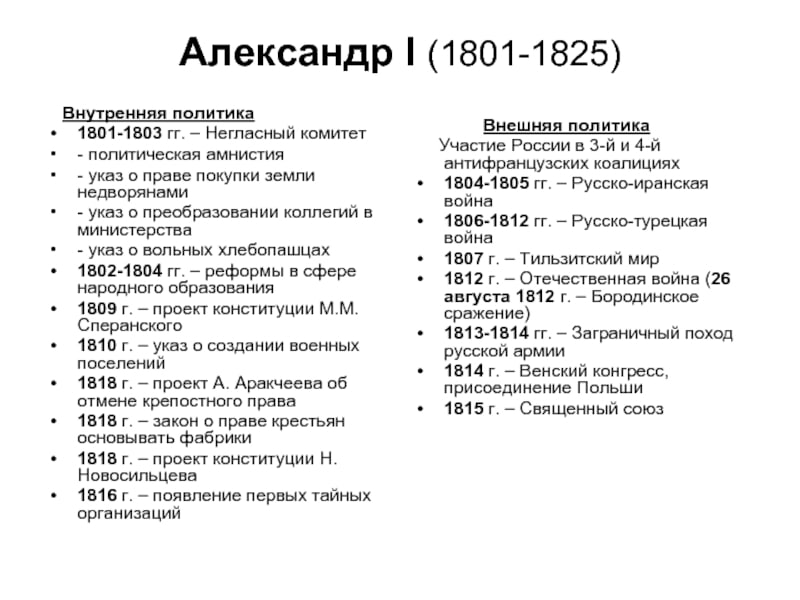 Александр I (1801-1825)
Внутренняя политика
• 1801-1803 гг. – Негласный комитет
• - политическая амнистия
• - указ о праве покупки земли
недворянами
• - указ о преобразовании коллегий в
министерства
• - указ о вольных хлебопашцах
• 1802-1804 гг. – реформы в сфере
народного образования
• 1809 г. – проект конституции М.М.
Сперанского
• 1810 г. – указ о создании военных
поселений
• 1818 г. – проект А. Аракчеева об
отмене крепостного права
• 1818 г. – закон о праве крестьян
основывать фабрики
• 1818 г. – проект конституции Н.
Новосильцева
• 1816 г. – появление первых тайных
организаций
Внешняя политика
Участие России в 3-й и 4-й
антифранцузских коалициях
• 1804-1805 гг. – Русско-иранская
война
• 1806-1812 гг. – Русско-турецкая
война
• 1807 г. – Тильзитский мир
• 1812 г. – Отечественная война (26
августа 1812 г. – Бородинское
сражение)
• 1813-1814 гг. – Заграничный поход
русской армии
• 1814 г. – Венский конгресс,
присоединение Польши
• 1815 г. – Священный союз